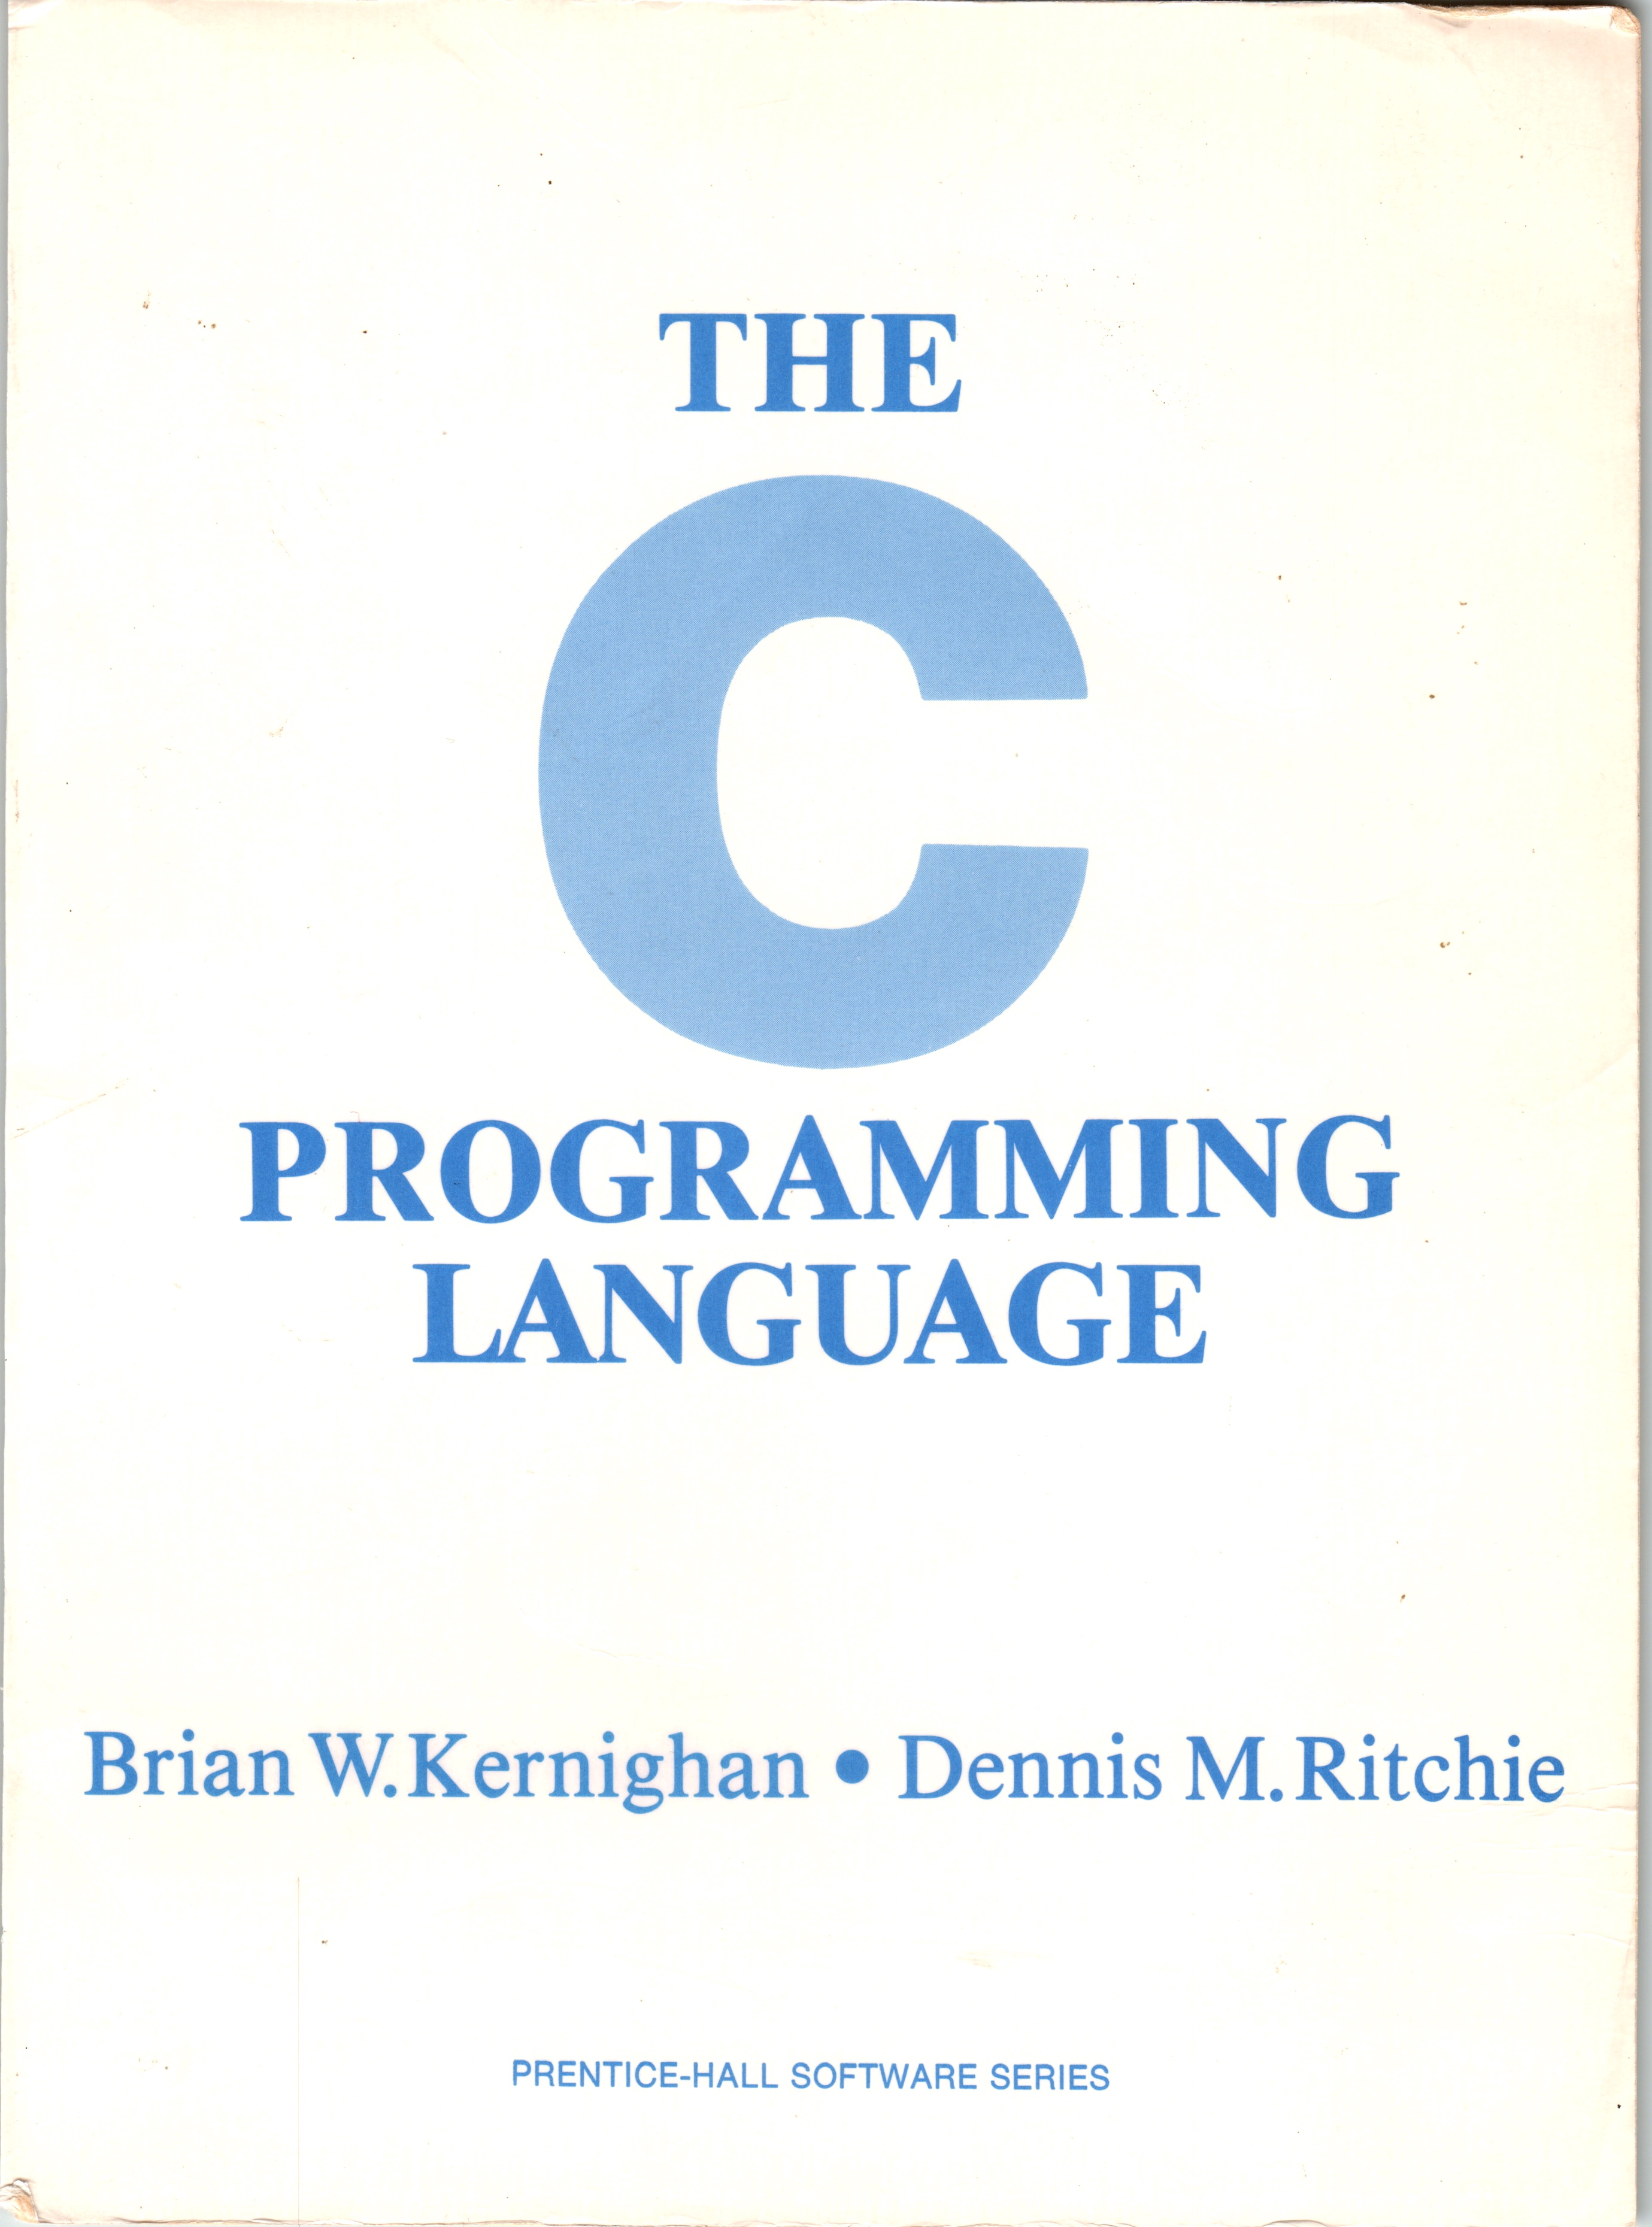 THE
C
PROGRAMMING
LANGUAGE
Brian W. Kernighan • Dennis M. Ritchie
PRENTICE-HALL SOFTWARE SERIES